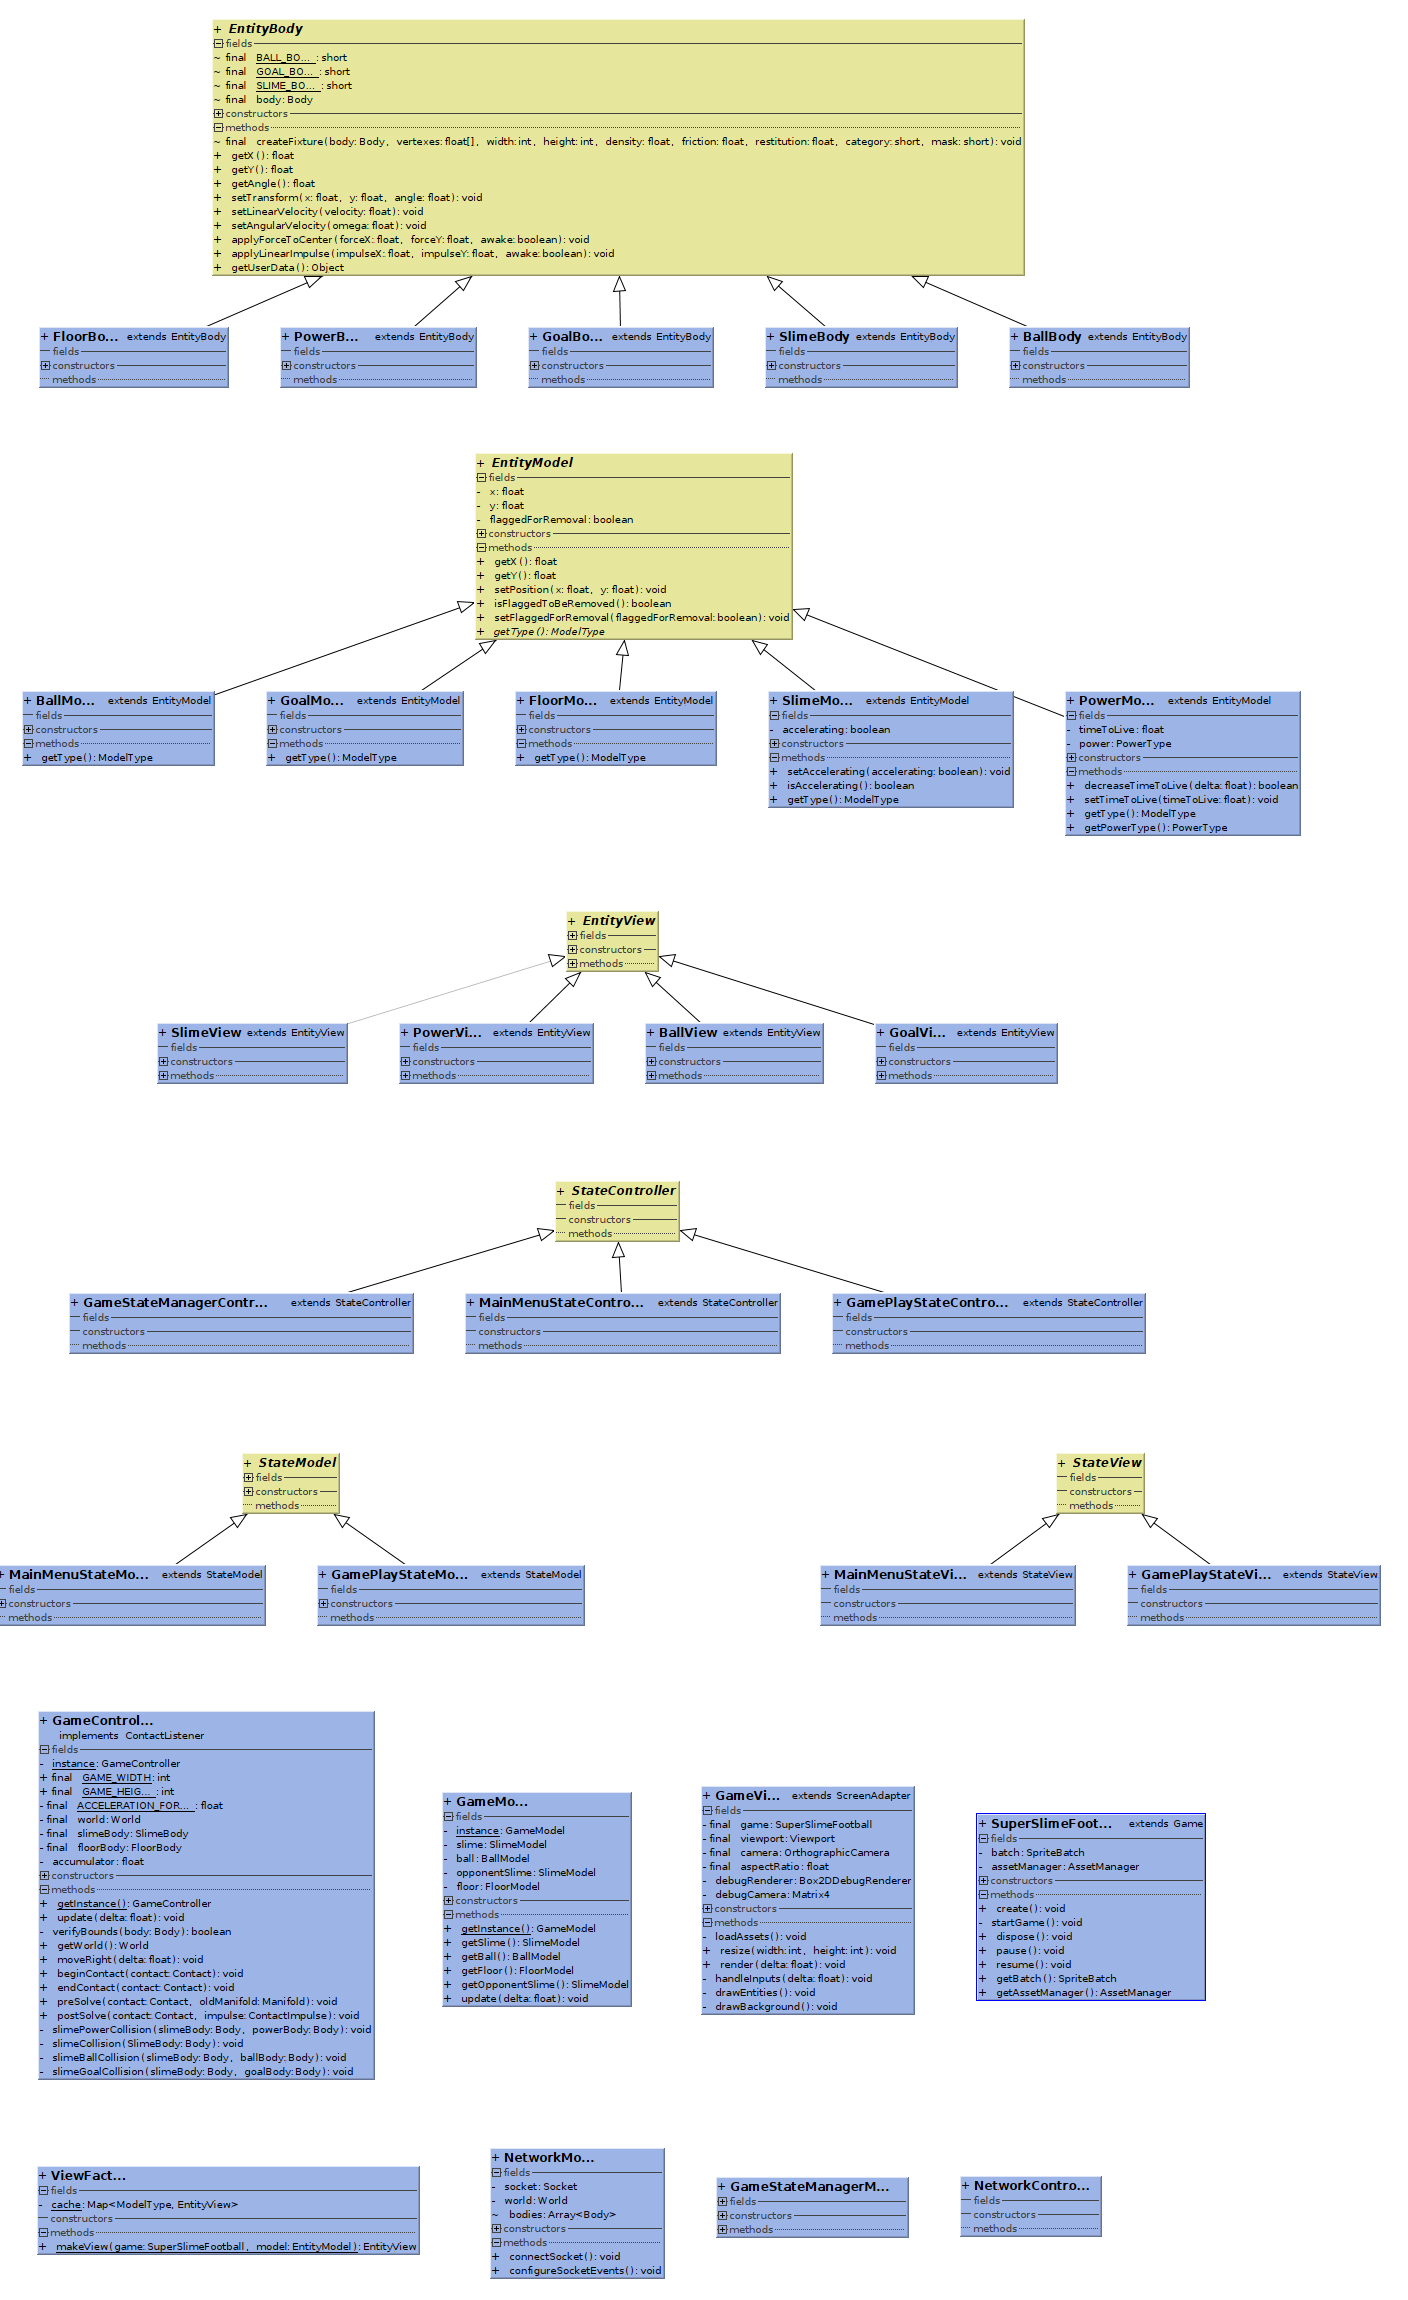 + EntityBody
fields
~ final BALL_BO... : short
~ final GOAL_BO... : short
~ final SLIME_BO... : short
~ final body: Body
constructors
methods
~ final createFixture(body: Body, vertexes: float[], width: int, height: int, density: float, friction: float, restitution: float, category: short, mask: short): void
+ getX(): float
+ getY(): float
+ getAngle(): float
+ setTransform(x: float, y: float, angle: float): void
+ setLinearVelocity(velocity: float): void
+ setAngularVelocity(omega: float): void
+ applyForceToCenter(forceX: float, forceY: float, awake: boolean): void
+ applyLinearImpulse(impulseX: float, impulseY: float, awake: boolean): void
+ getUserData(): Object
+ FloorBo... extends EntityBody
fields
constructors
methods
+ PowerB... extends EntityBody
fields
constructors
methods
+ GoalBo... extends EntityBody
fields
constructors
methods
+ SlimeBody extends EntityBody
fields
constructors
methods
+ BallBody extends EntityBody
fields
constructors
methods
+ EntityModel
fields
- x: float
- y: float
- flaggedForRemoval: boolean
constructors
methods
+ getX(): float
+ getY(): float
+ setPosition(x: float, y: float): void
+ isFlaggedToBeRemoved(): boolean
+ setFlaggedForRemoval(flaggedForRemoval: boolean): void
+ getType(): ModelType
+ BallMo... extends EntityModel
fields
constructors
methods
+ getType(): ModelType
+ GoalMo... extends EntityModel
fields
constructors
methods
+ getType(): ModelType
+ FloorMo... extends EntityModel
fields
constructors
methods
+ getType(): ModelType
+ SlimeMo... extends EntityModel
fields
- accelerating: boolean
constructors
methods
+ setAccelerating(accelerating: boolean): void
+ isAccelerating(): boolean
+ getType(): ModelType
+ PowerMo... extends EntityModel
fields
- timeToLive: float
- power: PowerType
constructors
methods
+ decreaseTimeToLive(delta: float): boolean
+ setTimeToLive(timeToLive: float): void
+ getType(): ModelType
+ getPowerType(): PowerType
+ EntityView
fields
constructors
methods
+ SlimeView extends EntityView
fields
constructors
methods
+ PowerVi... extends EntityView
fields
constructors
methods
+ BallView extends EntityView
fields
constructors
methods
+ GoalVi... extends EntityView
fields
constructors
methods
+ StateController
fields
constructors
methods
+ GameStateManagerContr... extends StateController
fields
constructors
methods
+ MainMenuStateContro... extends StateController
fields
constructors
methods
+ GamePlayStateContro... extends StateController
fields
constructors
methods
+ StateModel
fields
constructors
methods
+ StateView
fields
constructors
methods
+ MainMenuStateMo... extends StateModel
fields
constructors
methods
+ GamePlayStateMo... extends StateModel
fields
constructors
methods
+ MainMenuStateVi... extends StateView
fields
constructors
methods
+ GamePlayStateVi... extends StateView
fields
constructors
methods
+ GameControl...
implements ContactListener
fields
- instance: GameController
+ final GAME_WIDTH: int
+ final GAME_HEIG... : int
- final ACCELERATION_FOR... : float
- final world: World
- final slimeBody: SlimeBody
- final floorBody: FloorBody
- accumulator: float
constructors
methods
+ getInstance(): GameController
+ update(delta: float): void
- verifyBounds(body: Body): boolean
+ getWorld(): World
+ moveRight(delta: float): void
+ beginContact(contact: Contact): void
+ endContact(contact: Contact): void
+ preSolve(contact: Contact, oldManifold: Manifold): void
+ postSolve(contact: Contact, impulse: ContactImpulse): void
- slimePowerCollision(slimeBody: Body, powerBody: Body): void
- slimeCollision(SlimeBody: Body): void
- slimeBallCollision(slimeBody: Body, ballBody: Body): void
- slimeGoalCollision(slimeBody: Body, goalBody: Body): void
+ GameMo...
fields
- instance: GameModel
- slime: SlimeModel
- ball: BallModel
- opponentSlime: SlimeModel
- floor: FloorModel
constructors
methods
+ getInstance(): GameModel
+ getSlime(): SlimeModel
+ getBall(): BallModel
+ getFloor(): FloorModel
+ getOpponentSlime(): SlimeModel
+ update(delta: float): void
+ GameVi... extends ScreenAdapter
fields
- final game: SuperSlimeFootball
- final viewport: Viewport
- final camera: OrthographicCamera
- final aspectRatio: float
- debugRenderer: Box2DDebugRenderer
- debugCamera: Matrix4
constructors
methods
- loadAssets(): void
+ resize(width: int, height: int): void
+ render(delta: float): void
- handleInputs(delta: float): void
- drawEntities(): void
- drawBackground(): void
+ SuperSlimeFoot... extends Game
fields
- batch: SpriteBatch
- assetManager: AssetManager
constructors
methods
+ create(): void
- startGame(): void
+ dispose(): void
+ pause(): void
+ resume(): void
+ getBatch(): SpriteBatch
+ getAssetManager(): AssetManager
+ ViewFact...
fields
- cache: Map<ModelType, EntityView>
constructors
methods
+ makeView(game: SuperSlimeFootball, model: EntityModel): EntityView
+ NetworkMo...
fields
- socket: Socket
- world: World
~ bodies: Array<Body>
constructors
methods
+ connectSocket(): void
+ configureSocketEvents(): void
+ GameStateManagerM...
fields
constructors
methods
+ NetworkContro...
fields
constructors
methods